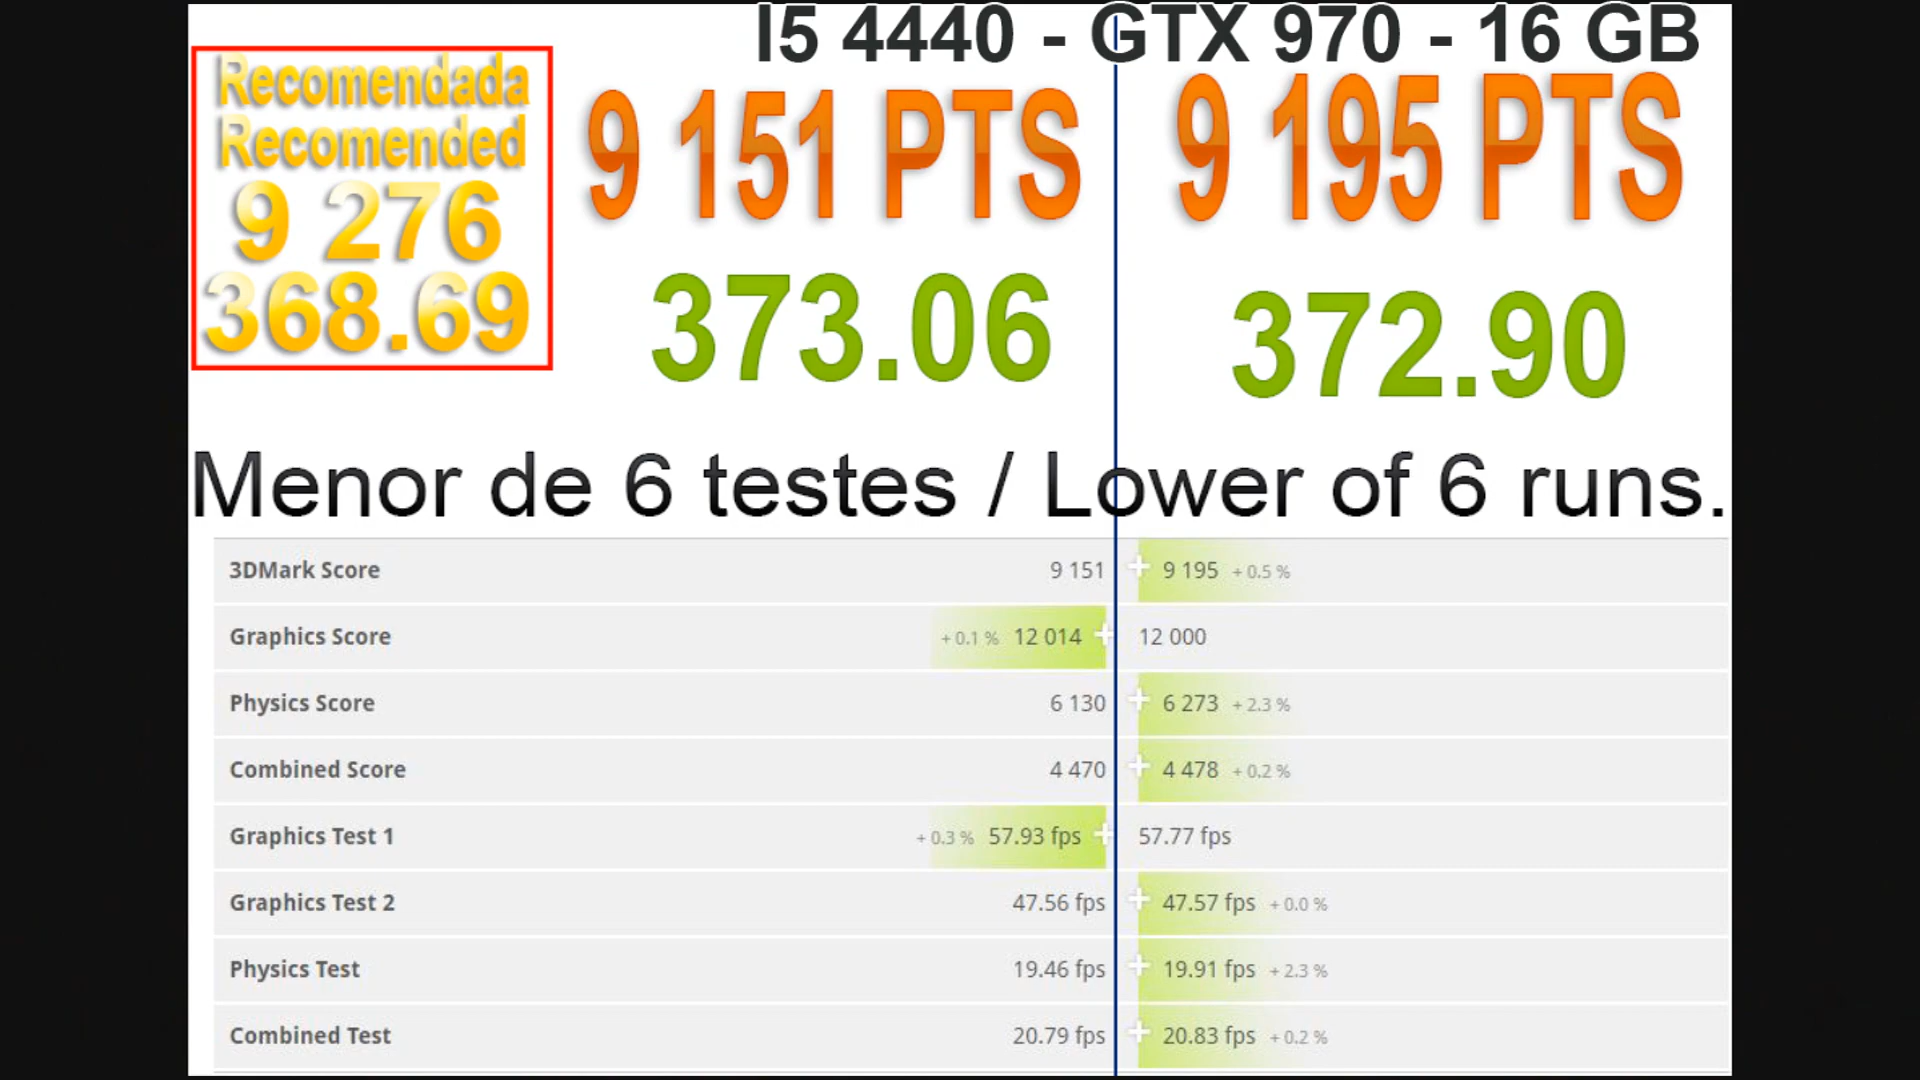 I5 4440 - GTX 970 - 16 GB
Recomendada
Recomended
9 276
368.69
9 151 PTS
9 195 PTS
373.06
372.90
Menor de 6 testes / Lower of 6 runs.
3DMark Score 9 151 9 195 + 0.5 %
Graphics Score + 0.1 % 12 014 12 000
Physics Score 6 130 6 273 + 2.3 %
Combined Score 4 470 4 478 + 0.2 %
Graphics Test 1 + 0.3 % 57.93 fps 57.77 fps
Graphics Test 2 47.56 fps 47.57 fps + 0.0 %
Physics Test 19.46 fps 19.91 fps + 2.3 %
Combined Test 20.79 fps 20.83 fps + 0.2 %